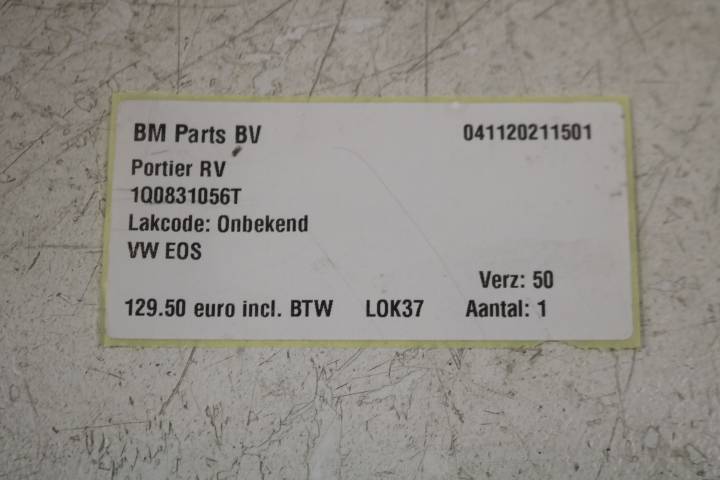 BM Parts BV 041120211501
Portier RV
1Q0831056T
Lakcode: Onbekend
VW EOS
Verz: 50
129.50 euro incl. BTW LOK37 Aantal: 1